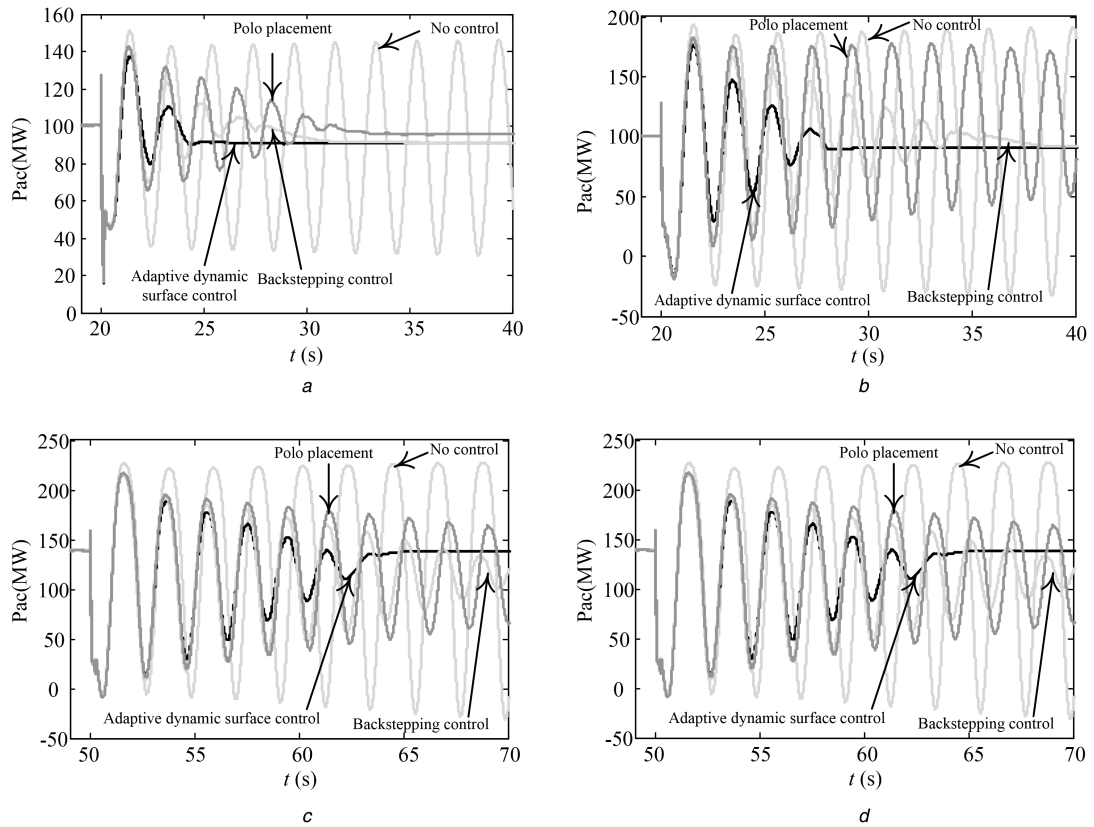 Polo placement
No control
160
140
120
100
80
60
40
20
0
Pac(MW)
Adaptive dynamic
surface control
Backstepping control
20
25
30
35
40
t (s)
a
Polo placement
No control
200
150
100
50
0
-50
Pac(MW)
Adaptive dynamic surface control
Backstepping control
20
25
30
35
40
t (s)
b
Polo placement
No control
250
200
150
100
50
0
-50
Pac(MW)
Adaptive dynamic surface control
Backstepping control
50
55
60
65
70
t (s)
c
Polo placement
No control
250
200
150
100
50
0
-50
Pac(MW)
Adaptive dynamic surface control
Backstepping control
50
55
60
65
70
t (s)
d